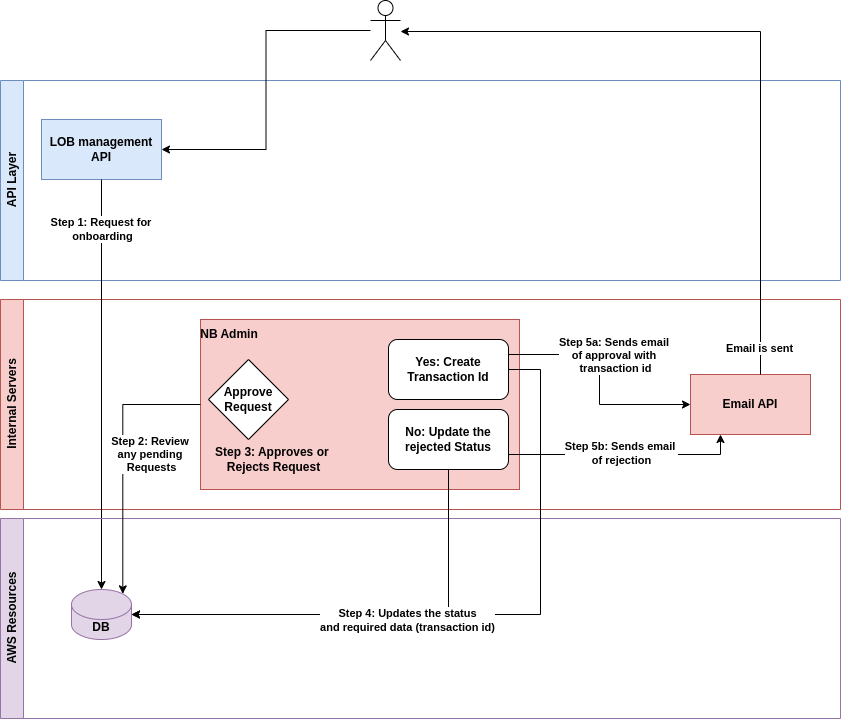 API Layer
LOB management
API
Step 1: Request for
onboarding
Internal Servers
NB Admin
Approve
Request
Step 3: Approves or
Rejects Request
Yes: Create
Transaction Id
No: Update the
rejected Status
Step 2: Review
any pending
Requests
Step 5a: Sends email
of approval with
transaction id
Step 5b: Sends email
of rejection
Email is sent
Email API
AWS Resources
DB
Step 4: Updates the status
and required data (transaction id)